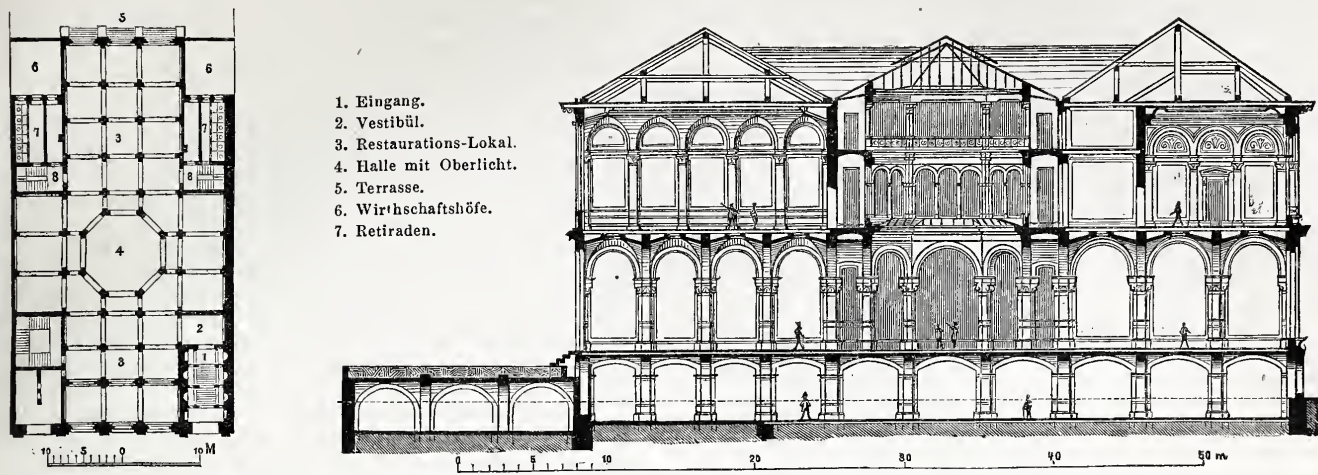 5
6 6
7 3 7
8 8
4
2
3 1
10 5 0 10 M
1. Eingang.
2. Vestibül.
3. Restaurations-Lokal.
4. Halle mit Oberlicht.
5. Terrasse.
6. Wirthschaftshöfe.
7. Retiraden.
0 5 10 20 30 40 50 m